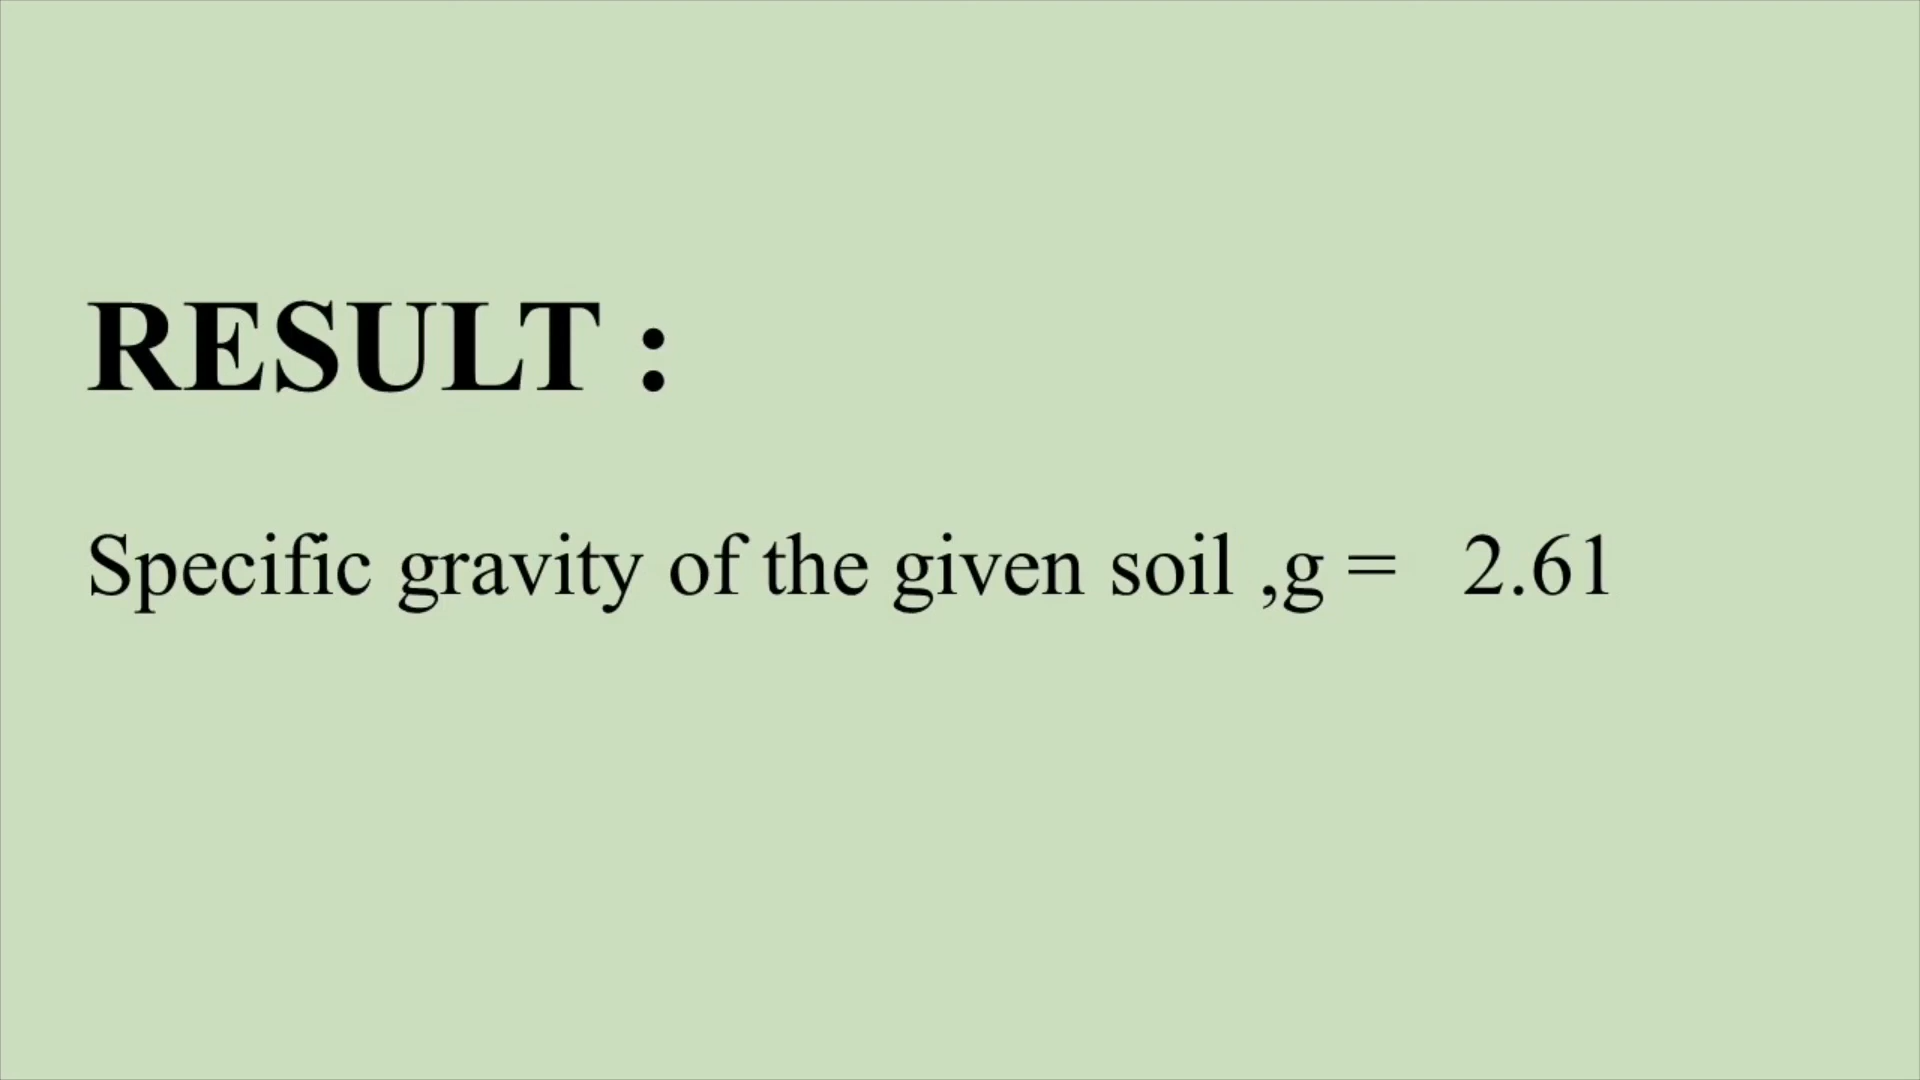 RESULT :
Specific gravity of the given soil ,g = 2.61